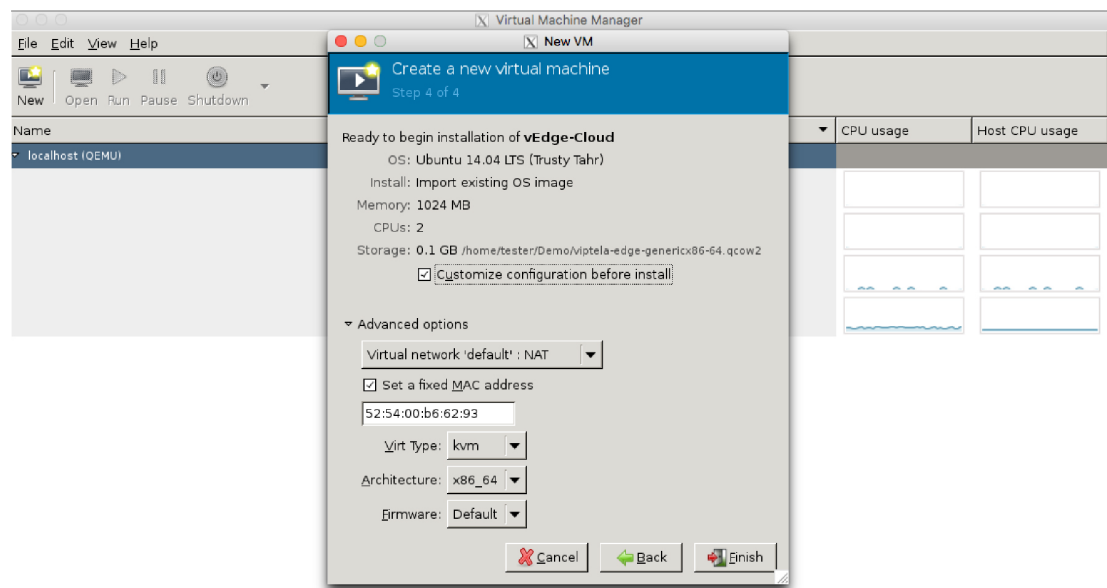 Virtual Machine Manager
File Edit View Help
New VM
Create a new virtual machine
Step 4 of 4
New Open Run Pause Shutdown
Name
CPU usage
Host CPU usage
localhost (QEMU)
Ready to begin installation of vEdge-Cloud
OS: Ubuntu 14.04 LTS (Trusty Tahr)
Install: Import existing OS image
Memory: 1024 MB
CPUs: 2
Storage: 0.1 GB /home/tester/Demo/viptela-edge-genericx86-64.qcow2
Customize configuration before install
Advanced options
Virtual network 'default' : NAT
Set a fixed MAC address
52:54:00:b6:62:93
Virt Type: kvm
Architecture: x86_64
Firmware: Default
Cancel Back Finish